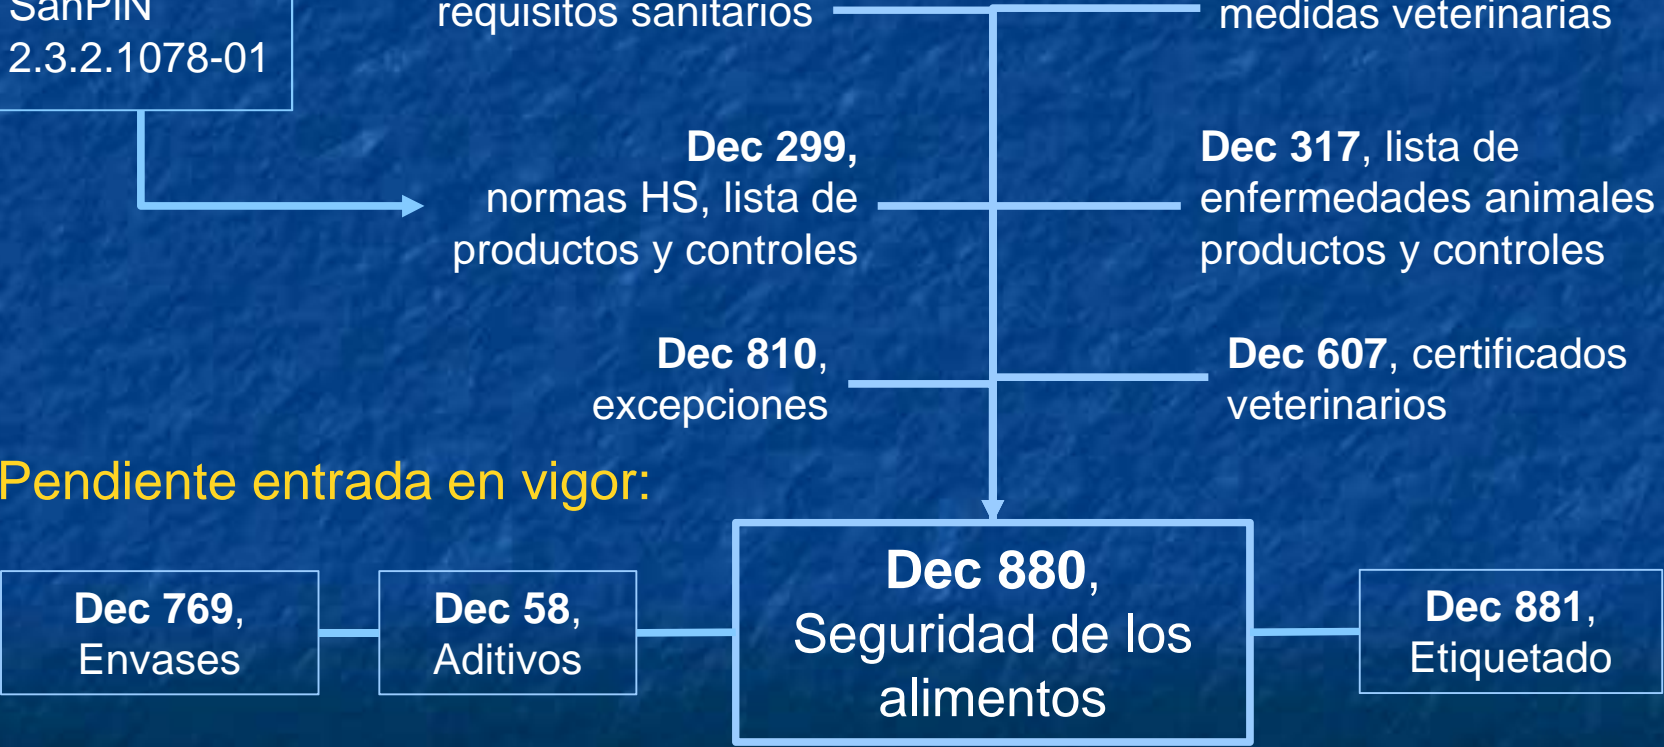 SanPiN
2.3.2.1078-01
requisitos sanitarios
medidas veterinarias
Dec 299,
normas HS, lista de
productos y controles
Dec 317, lista de
enfermedades animales
productos y controles
Dec 810,
excepciones
Dec 607, certificados
veterinarios
Pendiente entrada en vigor:
Dec 769,
Envases
Dec 58,
Aditivos
Dec 880,
Seguridad de los
alimentos
Dec 881,
Etiquetado